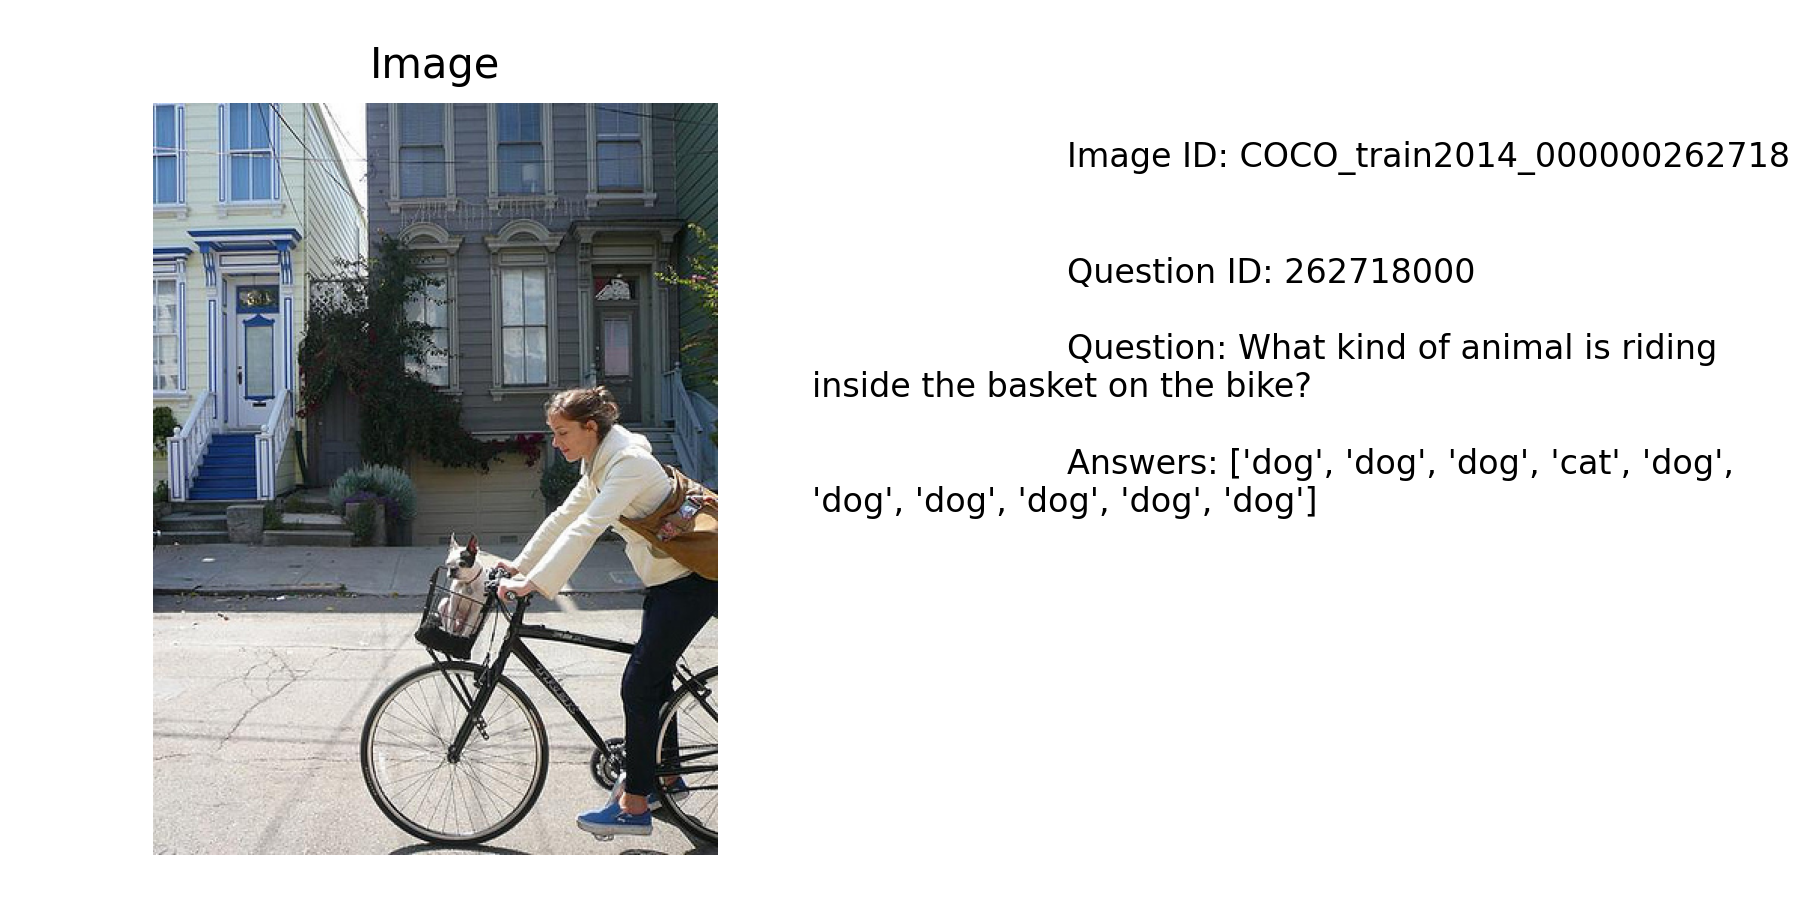 Image
Image ID: COCO_train2014_000000262718
Question ID: 262718000
Question: What kind of animal is riding
inside the basket on the bike?
Answers: ['dog', 'dog', 'dog', 'cat', 'dog',
'dog', 'dog', 'dog', 'dog', 'dog']